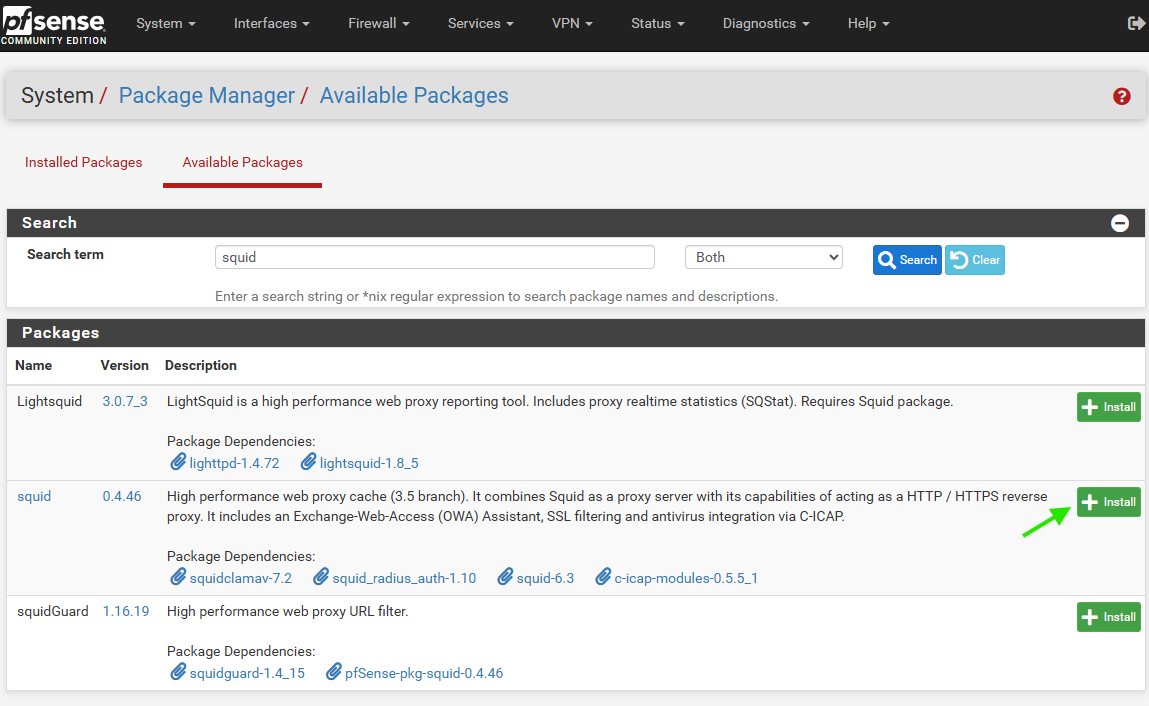 pfsense
COMMUNITY EDITION
System
Interfaces
Firewall
Services
VPN
Status
Diagnostics
Help
System / Package Manager / Available Packages
?
Installed Packages
Available Packages
Search
Search term
squid
Both
Search
Clear
Enter a search string or *nix regular expression to search package names and descriptions.
Packages
Name Version Description
Lightsquid 3.0.7_3 LightSquid is a high performance web proxy reporting tool. Includes proxy realtime statistics (SQStat). Requires Squid package.
Install
Package Dependencies:
lighttpd-1.4.72 lightsquid-1.8_5
squid 0.4.46 High performance web proxy cache (3.5 branch). It combines Squid as a proxy server with its capabilities of acting as a HTTP / HTTPS reverse
proxy. It includes an Exchange-Web-Access (OWA) Assistant, SSL filtering and antivirus integration via C-ICAP.
Install
Package Dependencies:
squidclamav-7.2 squid_radius_auth-1.10 squid-6.3 c-icap-modules-0.5.5_1
squidGuard 1.16.19 High performance web proxy URL filter.
Install
Package Dependencies:
squidguard-1.4_15 pfSense-pkg-squid-0.4.46